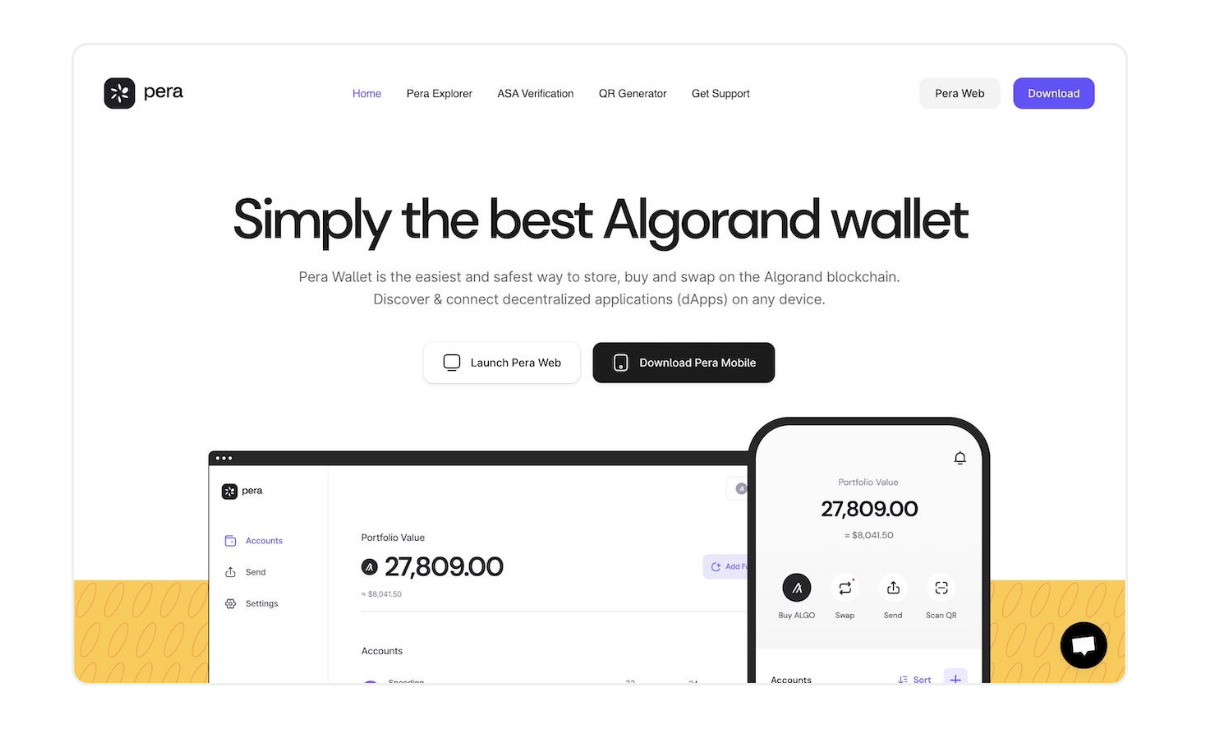 pera
Home
Pera Explorer
ASA Verification
QR Generator
Get Support
Pera Web
Download
Simply the best Algorand wallet
Pera Wallet is the easiest and safest way to store, buy and swap on the Algorand blockchain.
Discover & connect decentralized applications (dApps) on any device.
Launch Pera Web
Download Pera Mobile
pera
Accounts
Send
Settings
Portfolio Value
27,809.00
≈ $8,041.50
Add
Accounts
Spending
Portfolio Value
27,809.00
≈ $8,041.50
Buy ALGO
Swap
Send
Scan QR
Accounts
Sort